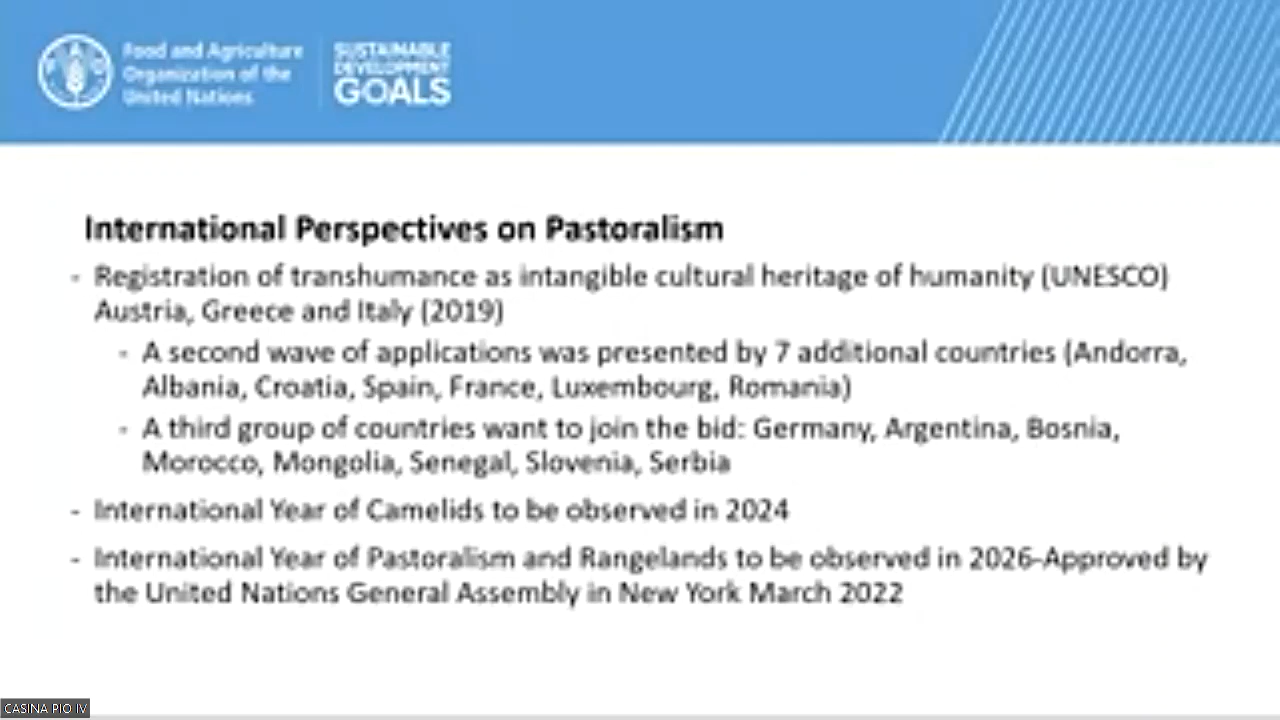 F A O
Food and Agriculture
Organization of the
United Nations
SUSTAINABLE
DEVELOPMENT
GOALS
International Perspectives on Pastoralism
- Registration of transhumance as intangible cultural heritage of humanity (UNESCO)
Austria, Greece and Italy (2019)
- A second wave of applications was presented by 7 additional countries (Andorra,
Albania, Croatia, Spain, France, Luxembourg, Romania)
- A third group of countries want to join the bid: Germany, Argentina, Bosnia,
Morocco, Mongolia, Senegal, Slovenia, Serbia
- International Year of Camelids to be observed in 2024
- International Year of Pastoralism and Rangelands to be observed in 2026-Approved by
the United Nations General Assembly in New York March 2022
CASINA PIO IV